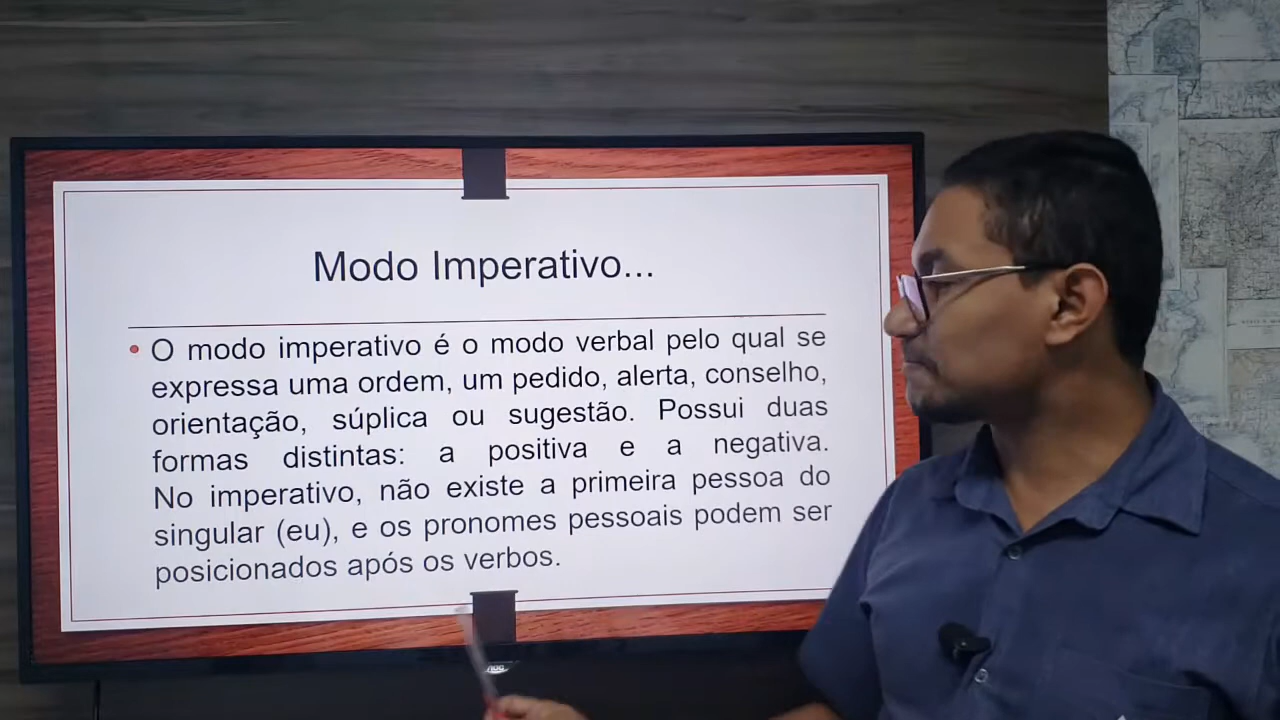 Modo Imperativo...
O modo imperativo é o modo verbal pelo qual se
expressa uma ordem, um pedido, alerta, conselho,
orientação, súplica ou sugestão. Possui duas
formas distintas: a positiva e a negativa.
No imperativo, não existe a primeira pessoa do
singular (eu), e os pronomes pessoais podem ser
posicionados após os verbos.